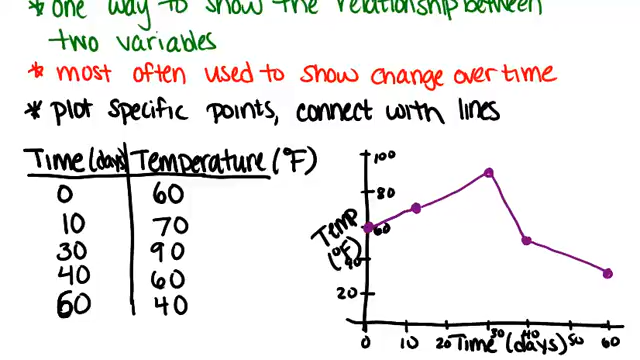 * one way to show the relationship between
two variables
* most often used to show change over time
* plot specific points, connect with lines
Time (days) Temperature (°F)
0 60
10 70
30 90
40 60
60 40
100
80
60
40
20
Temp
(°F)
0 10 20 30 40 50 60
Time (days)